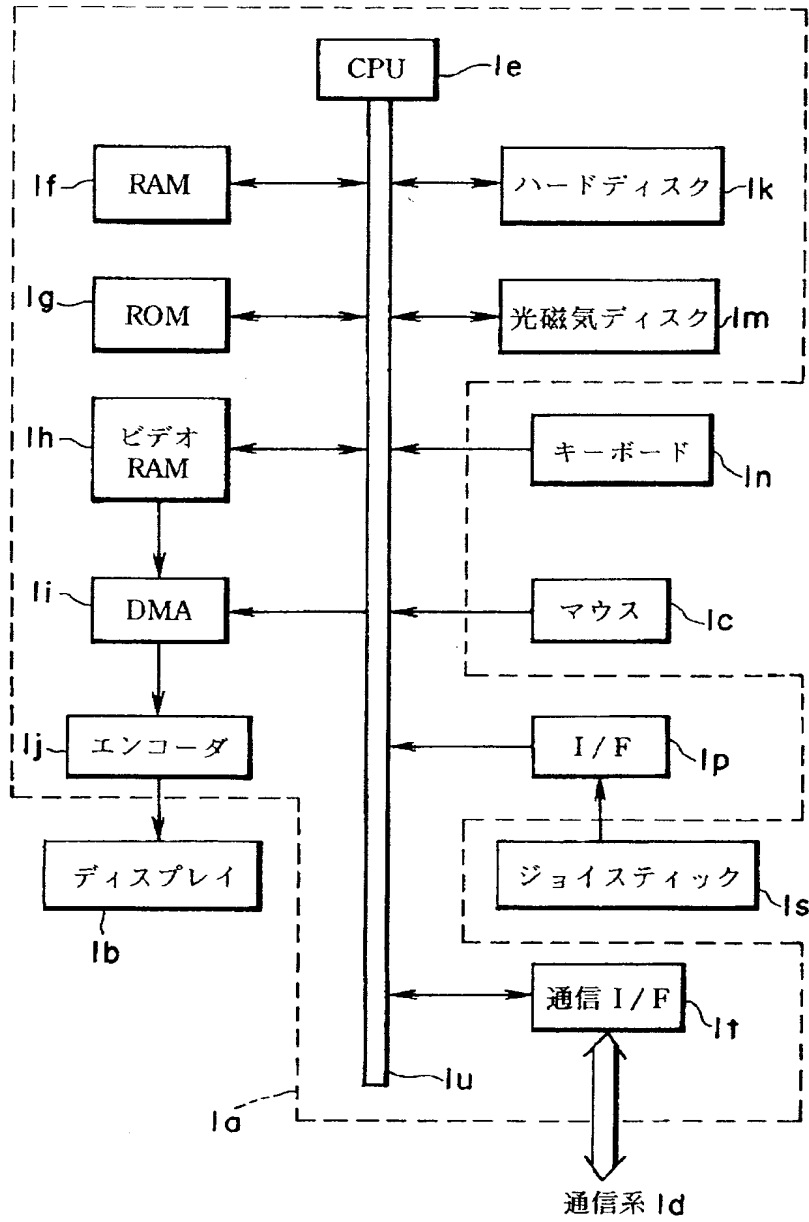 CPU
1e
1f
RAM
ハードディスク
1k
1g
ROM
光磁気ディスク
1m
1h
ビデオ
RAM
キーボード
1n
1i
DMA
マウス
1c
1j
エンコーダ
I/F
1p
ディスプレイ
1b
ジョイスティック
1s
通信 I/F
1t
1u
1a
通信系 1d